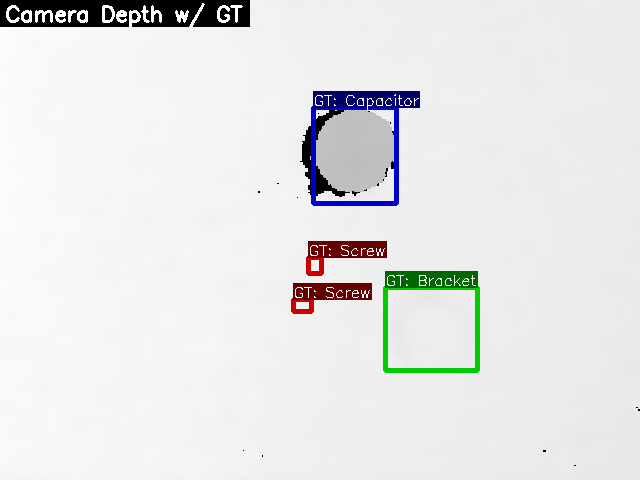 Camera Depth w/ GT
GT: Capacitor
GT: Screw
GT: Screw
GT: Bracket